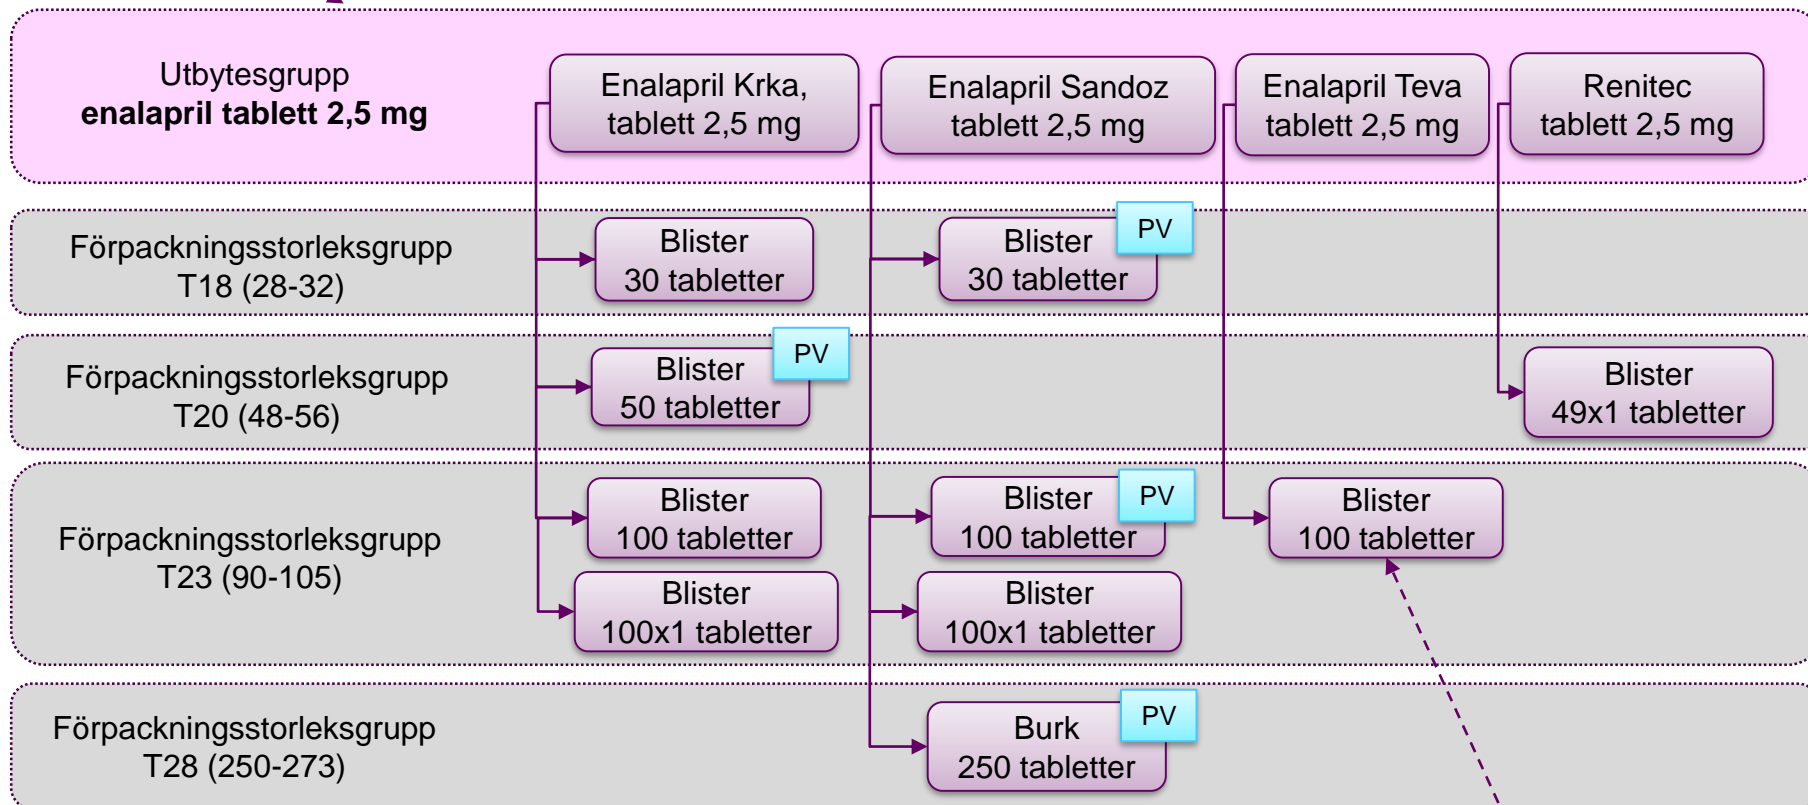 Utbytesgrupp
enalapril tablett 2,5 mg
Enalapril Krka,
tablett 2,5 mg
Enalapril Sandoz
tablett 2,5 mg
Enalapril Teva
tablett 2,5 mg
Renitec
tablett 2,5 mg
Förpackningsstorleksgrupp
T18 (28-32)
Blister
30 tabletter
Blister
30 tabletter
PV
Förpackningsstorleksgrupp
T20 (48-56)
Blister
50 tabletter
PV
Blister
49x1 tabletter
Förpackningsstorleksgrupp
T23 (90-105)
Blister
100 tabletter
Blister
100 tabletter
PV
Blister
100 tabletter
Blister
100x1 tabletter
Blister
100x1 tabletter
Förpackningsstorleksgrupp
T28 (250-273)
Burk
250 tabletter
PV